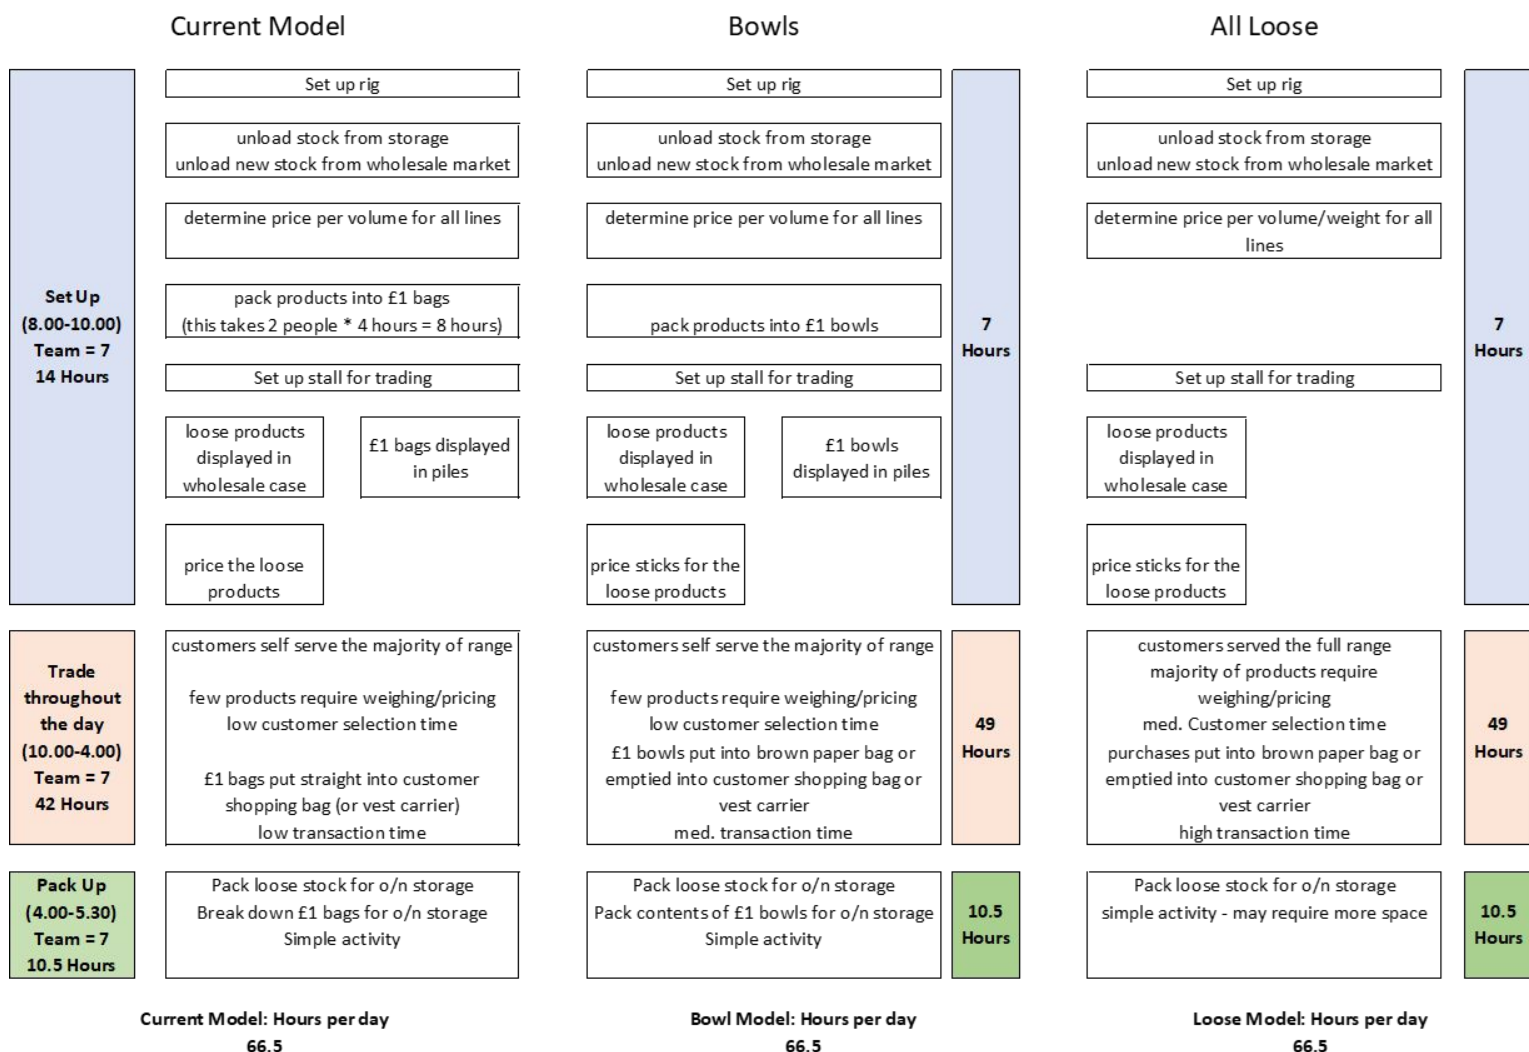 Current Model
Bowls
All Loose
Set Up
(8.00-10.00)
Team = 7
14 Hours
Set up rig
unload stock from storage
unload new stock from wholesale market
determine price per volume for all lines
pack products into £1 bags
(this takes 2 people * 4 hours = 8 hours)
Set up stall for trading
loose products
displayed in
wholesale case
£1 bags displayed
in piles
price the loose
products
Set up rig
unload stock from storage
unload new stock from wholesale market
determine price per volume for all lines
pack products into £1 bowls
Set up stall for trading
loose products
displayed in
wholesale case
£1 bowls
displayed in piles
price sticks for the
loose products
7
Hours
Set up rig
unload stock from storage
unload new stock from wholesale market
determine price per volume/weight for all
lines
Set up stall for trading
loose products
displayed in
wholesale case
price sticks for the
loose products
7
Hours
Trade
throughout
the day
(10.00-4.00)
Team = 7
42 Hours
customers self serve the majority of range
few products require weighing/pricing
low customer selection time
£1 bags put straight into customer
shopping bag (or vest carrier)
low transaction time
customers self serve the majority of range
few products require weighing/pricing
low customer selection time
£1 bowls put into brown paper bag or
emptied into customer shopping bag or
vest carrier
med. transaction time
49
Hours
customers served the full range
majority of products require
weighing/pricing
med. Customer selection time
purchases put into brown paper bag or
emptied into customer shopping bag or
vest carrier
high transaction time
49
Hours
Pack Up
(4.00-5.30)
Team = 7
10.5 Hours
Pack loose stock for o/n storage
Break down £1 bags for o/n storage
Simple activity
Pack loose stock for o/n storage
Pack contents of £1 bowls for o/n storage
Simple activity
10.5
Hours
Pack loose stock for o/n storage
simple activity - may require more space
10.5
Hours
Current Model: Hours per day
66.5
Bowl Model: Hours per day
66.5
Loose Model: Hours per day
66.5